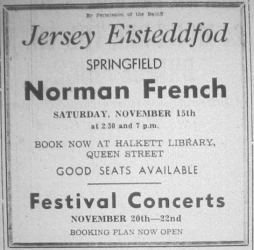 By Permission of the Bailiff
Jersey Eisteddfod
SPRINGFIELD
Norman French
SATURDAY, NOVEMBER 15th
at 2.30 and 7 p.m.
BOOK NOW AT HALKETT LIBRARY,
QUEEN STREET
GOOD SEATS AVAILABLE
Festival Concerts
NOVEMBER 20th—22nd
BOOKING PLAN NOW OPEN